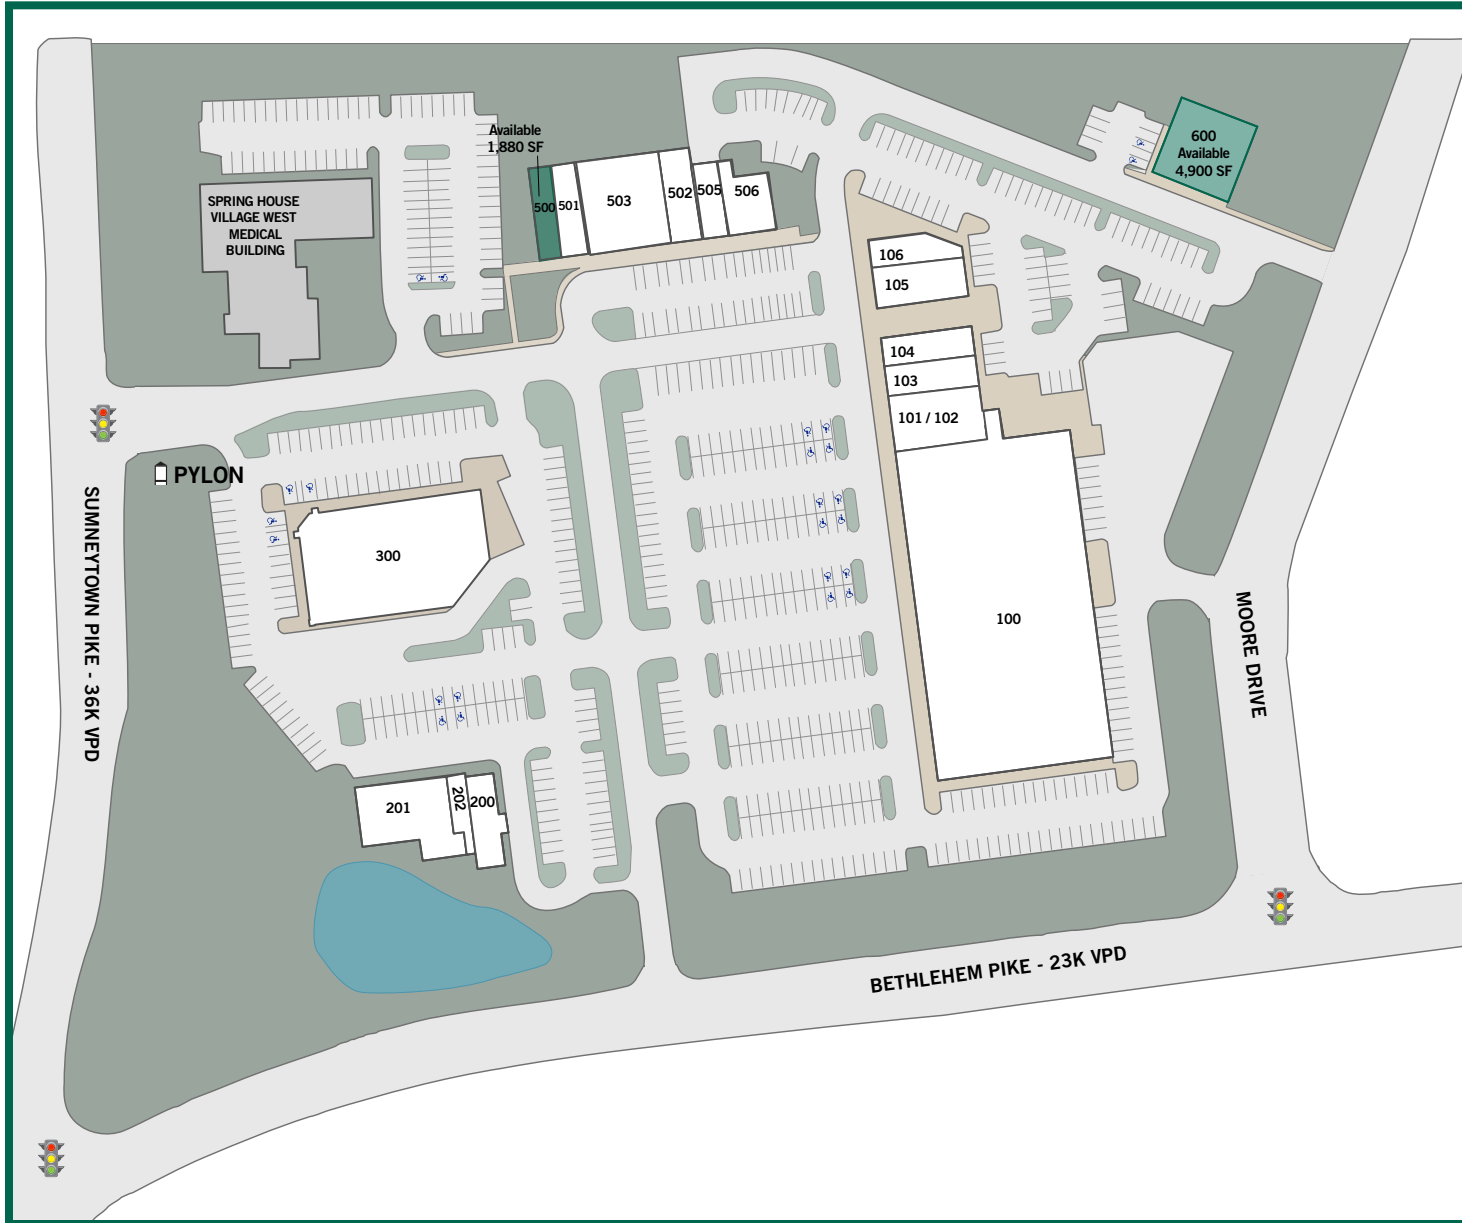 Available
1,880 SF
600
Available
4,900 SF
SPRING HOUSE
VILLAGE WEST
MEDICAL
BUILDING
500
501
503
502
505
506
106
105
104
103
101 / 102
100
PYLON
300
SUMNEYTOWN PIKE - 36K VPD
MOORE DRIVE
201
202
200
BETHLEHEM PIKE - 23K VPD